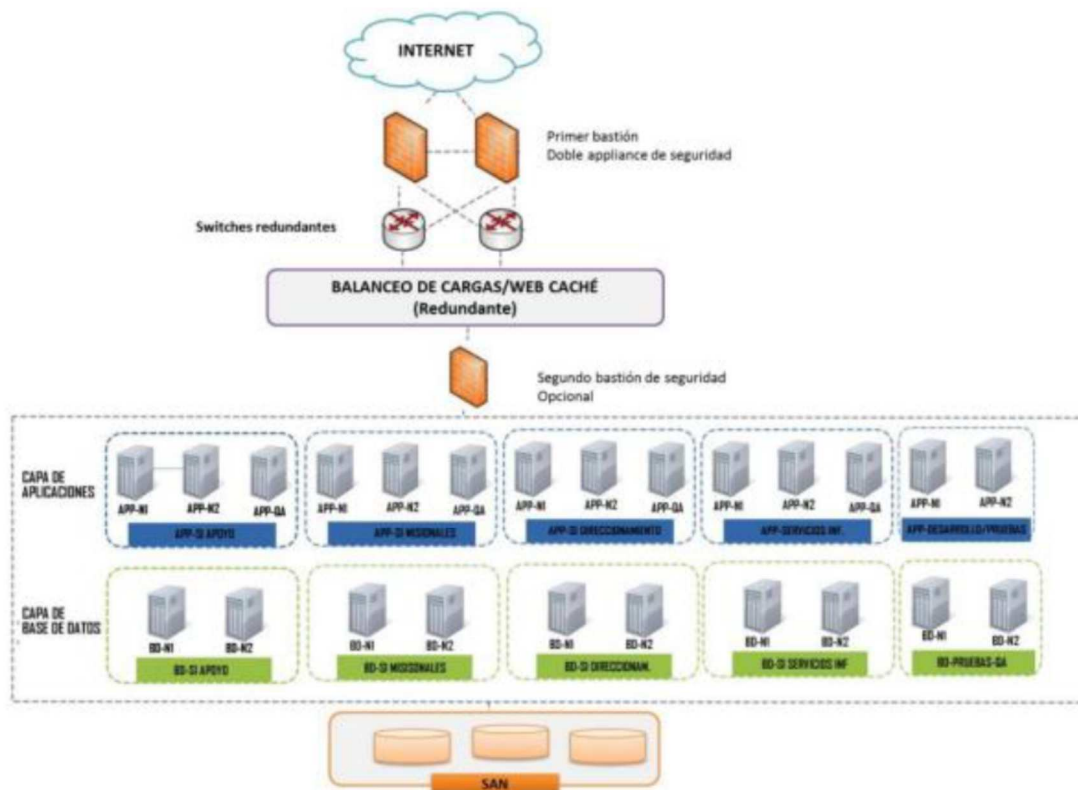 INTERNET
Primer bastión
Doble appliance de seguridad
Switches redundantes
BALANCEO DE CARGAS/WEB CACHÉ
(Redundante)
Segundo bastión de seguridad
Opcional
CAPA DE
APLICACIONES
APP-N1 APP-N2 APP-QA
APP-SI APOYO
APP-N1 APP-N2 APP-QA
APP-SI MISIONALES
APP-N1 APP-N2 APP-QA
APP-SI DIRECCIONAMIENTO
APP-N1 APP-N2 APP-QA
APP-SERVICIOS INF.
APP-N1 APP-N2
APP-DESARROLLO/PRUEBAS
CAPA DE
BASE DE DATOS
BD-N1 BD-N2
BD-SI APOYO
BD-N1 BD-N2
BD-SI MISISONALES
BD-N1 BD-N2
BD-SI DIRECCIONAM.
BD-N1 BD-N2
BD-SI SERVICIOS INF
BD-N1 BD-N2
BD-PRUEBAS-QA
SAN